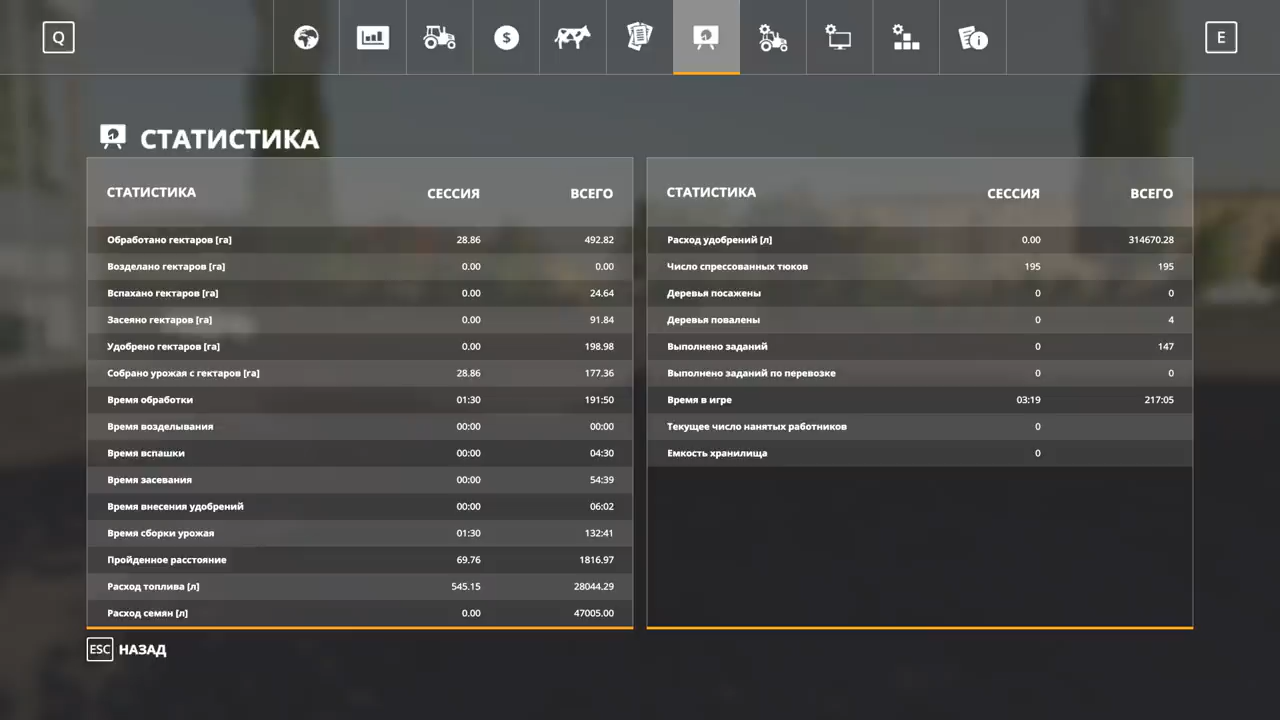 Q
E
СТАТИСТИКА
СТАТИСТИКА СЕССИЯ ВСЕГО
Обработано гектаров [га] 28.86 492.82
Возделано гектаров [га] 0.00 0.00
Вспахано гектаров [га] 0.00 24.64
Засеяно гектаров [га] 0.00 91.84
Удобрено гектаров [га] 0.00 198.98
Собрано урожая с гектаров [га] 28.86 177.36
Время обработки 01:30 191:50
Время возделывания 00:00 00:00
Время вспашки 00:00 04:30
Время засевания 00:00 54:39
Время внесения удобрений 00:00 06:02
Время сборки урожая 01:30 132:41
Пройденное расстояние 69.76 1816.97
Расход топлива [л] 545.15 28044.29
Расход семян [л] 0.00 47005.00
СТАТИСТИКА СЕССИЯ ВСЕГО
Расход удобрений [л] 0.00 314670.28
Число спрессованных тюков 195 195
Деревья посажены 0 0
Деревья повалены 0 4
Выполнено заданий 0 147
Выполнено заданий по перевозке 0 0
Время в игре 03:19 217:05
Текущее число нанятых работников 0
Емкость хранилища 0
ESC НАЗАД